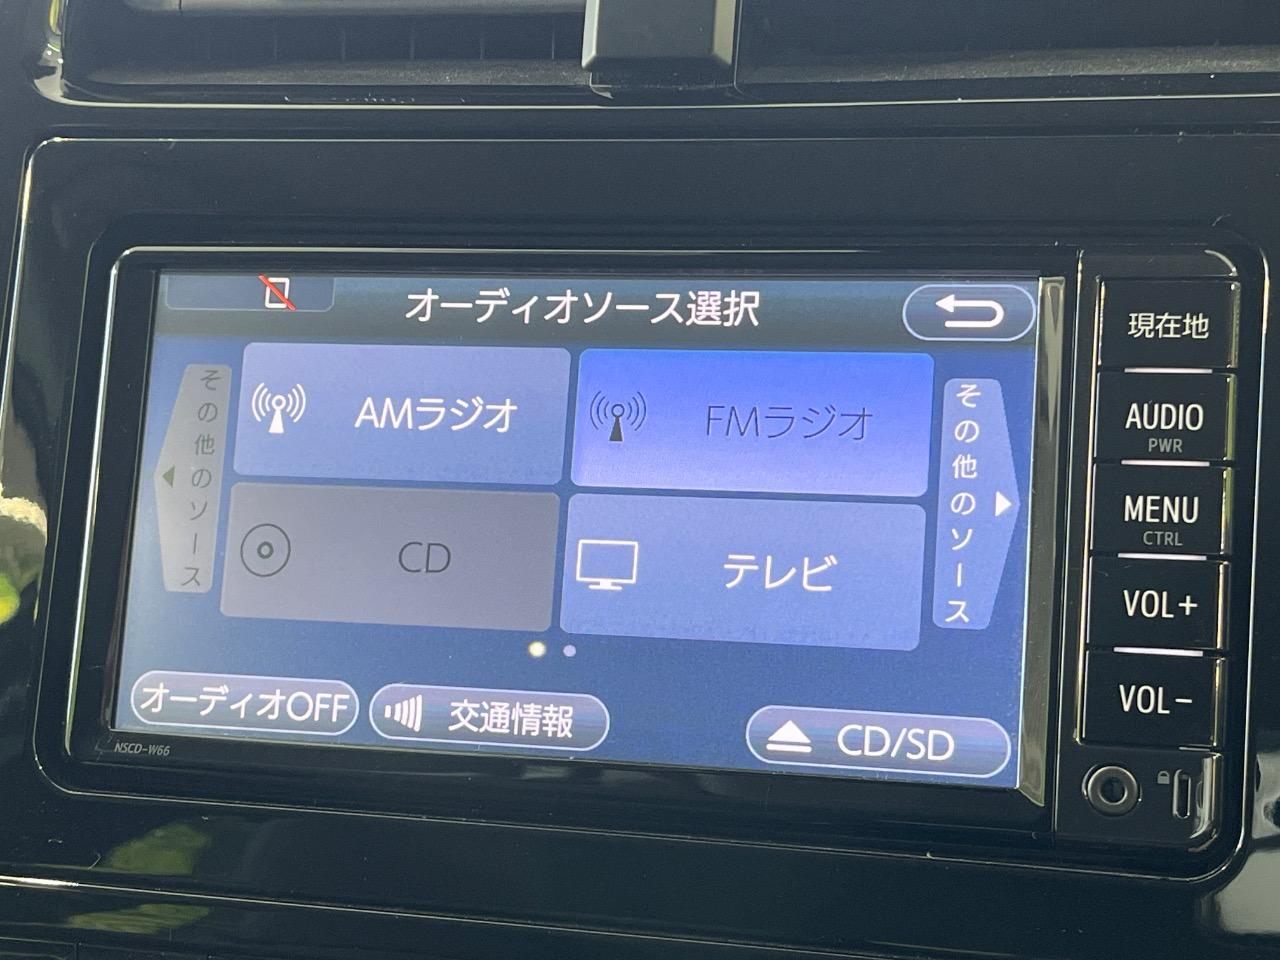 オーディオソース選択
その他のソース
AMラジオ
FMラジオ
その他のソース
CD
テレビ
オーディオOFF
交通情報
CD/SD
NSCD-W66
現在地
AUDIO
PWR
MENU
CTRL
VOL+
VOL-